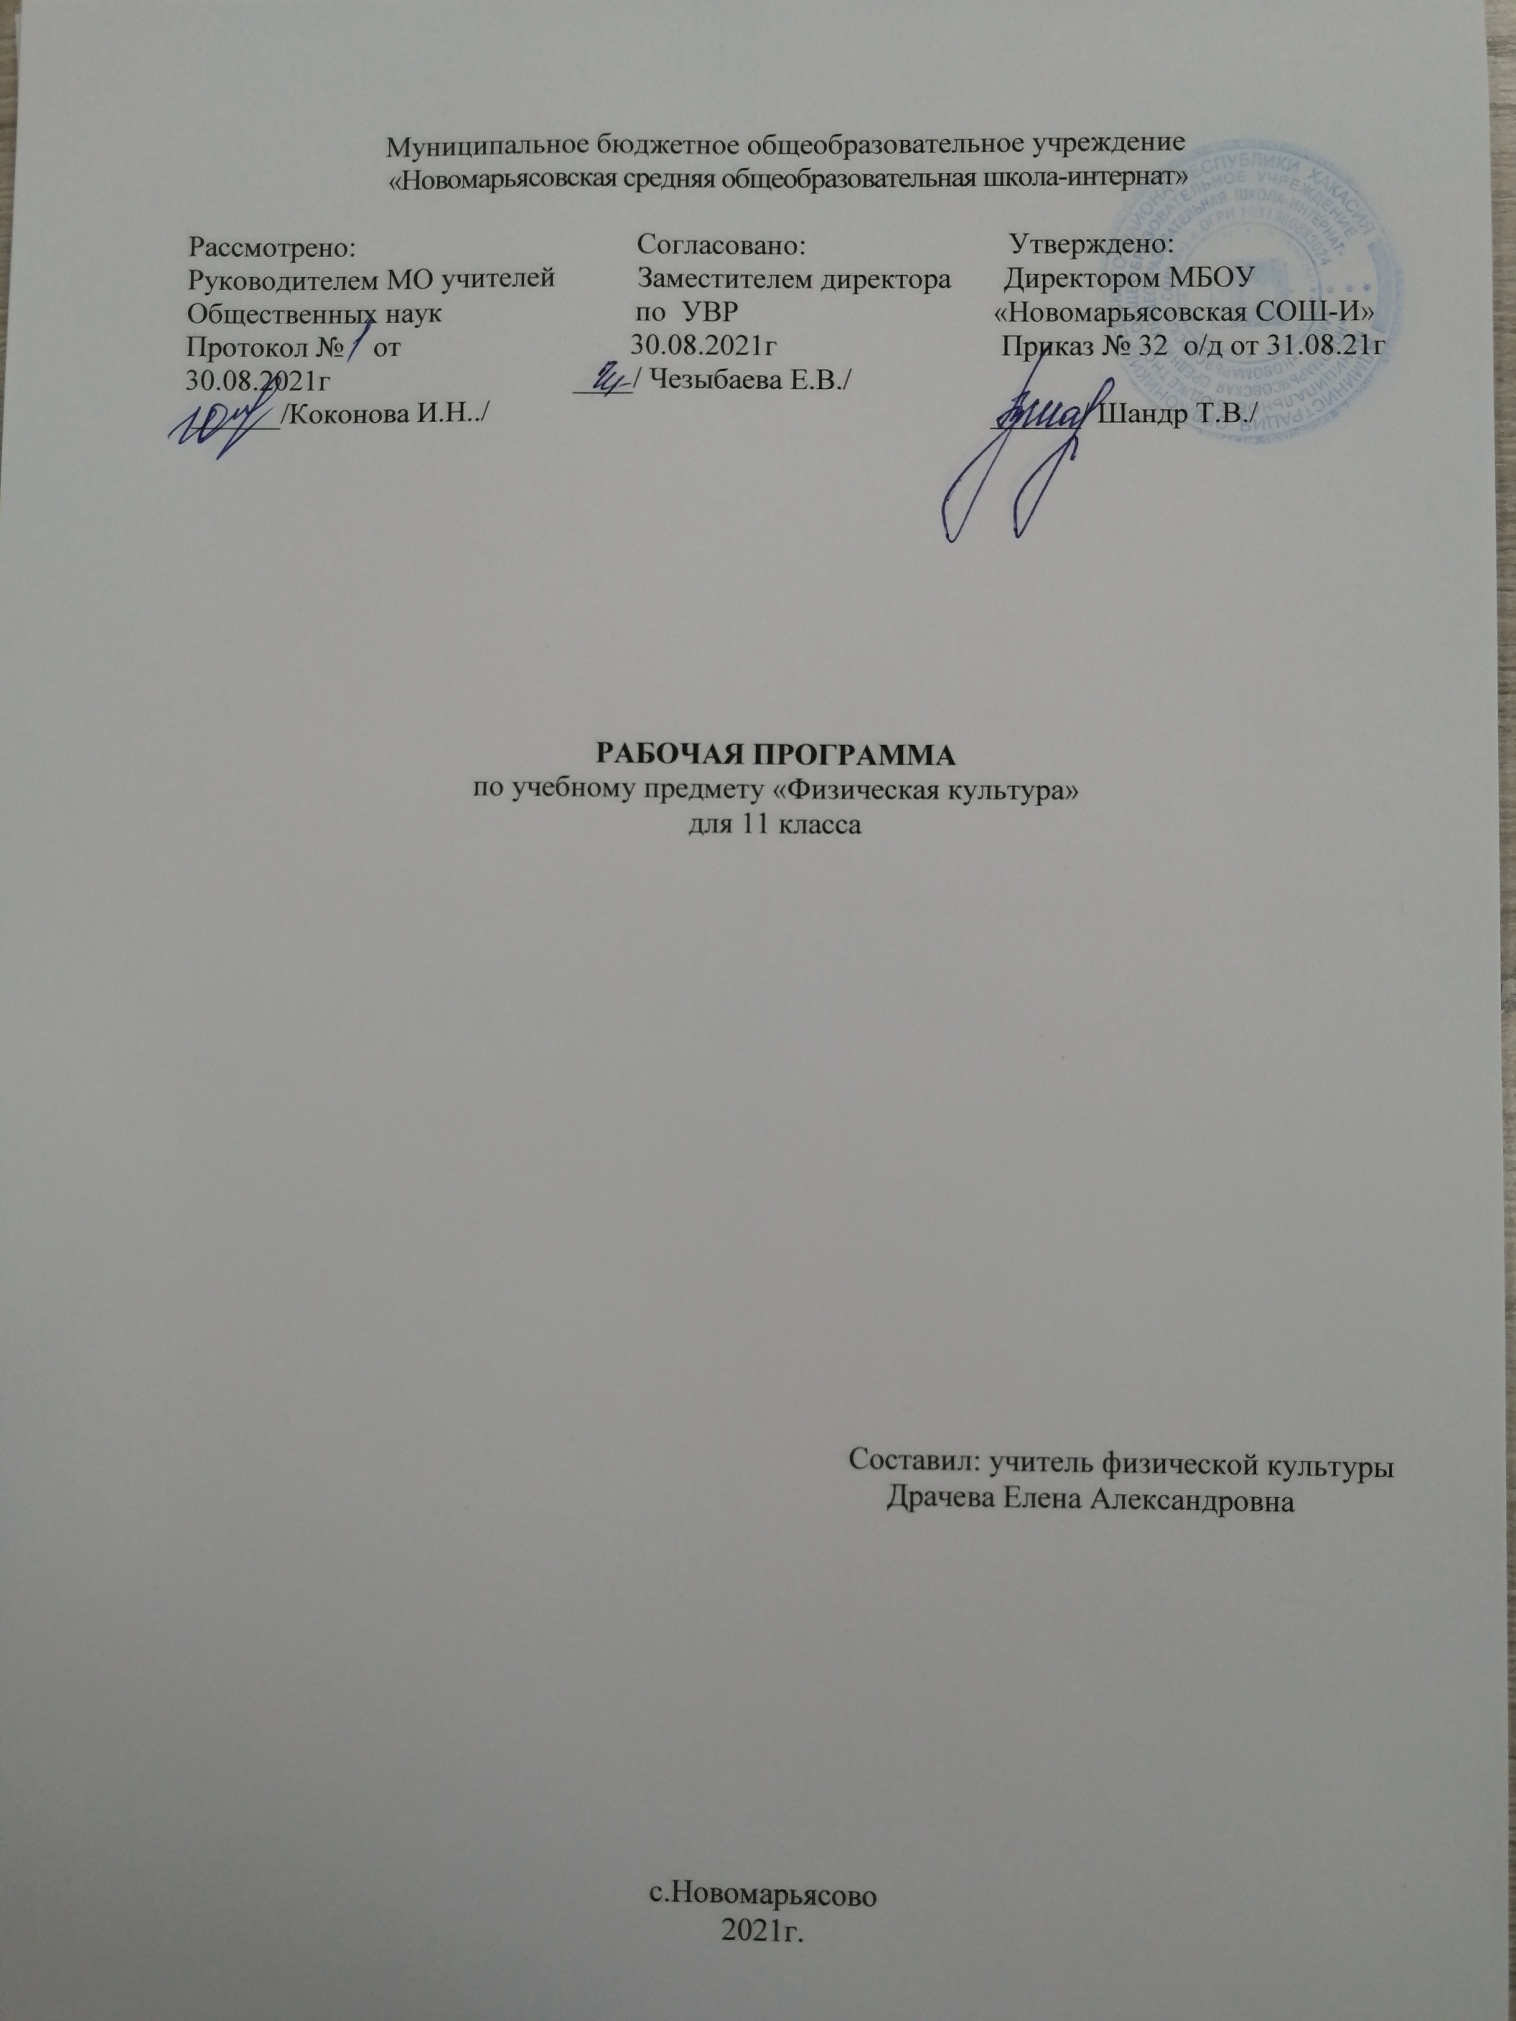 Муниципальное бюджетное общеобразовательное учреждение
«Новомарьясовская средняя общеобразовательная школа-интернат»
Рассмотрено:
Руководителем МО учителей
Общественных наук
Протокол № 1 от
30.08.2021г
/Коконова И.Н../
Согласовано:
Заместителем директора
по УВР
30.08.2021г
/ Чезыбаева Е.В./
Утверждено:
Директором МБОУ
«Новомарьясовская СОШ-И»
Приказ № 32 о/д от 31.08.21г
Шандр Т.В./
РАБОЧАЯ ПРОГРАММА
по учебному предмету «Физическая культура»
для 11 класса
Составил: учитель физической культуры
Драчева Елена Александровна
с.Новомарьясово
2021г.